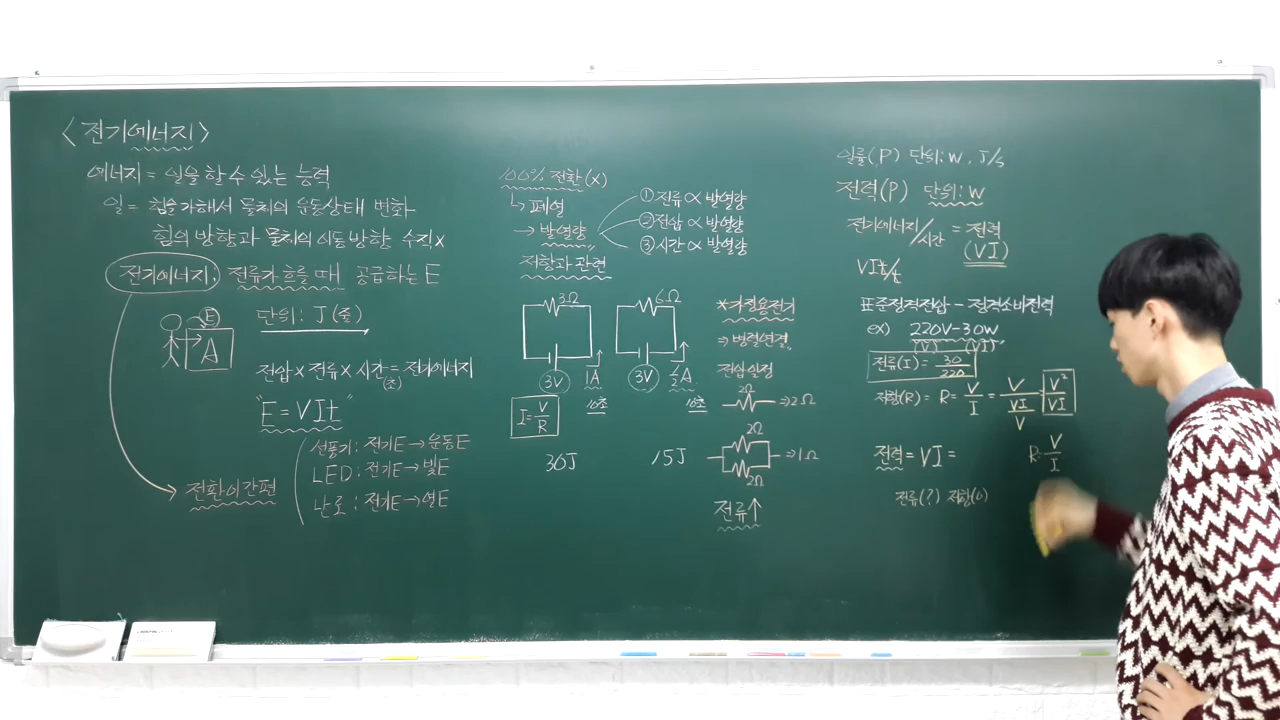 <전기에너지>
에너지 = 일을 할 수 있는 능력
일 = 힘을 가해서 물체의 운동상태 변화
힘의 방향과 물체의 이동 방향 수직 X
전기에너지: 전류가 흐를 때 공급하는 E
E
A
단위: J(줄)
전압 x 전류 x 시간 = 전기에너지
(초)
"E = VIt"
선풍기: 전기E → 운동E
LED: 전기E → 빛E
난로: 전기E → 열E
전환이 간편
100% 전환(X)
↳ 폐열
→ 발열량
① 전류 ∝ 발열량
② 전압 ∝ 발열량
③ 시간 ∝ 발열량
저항과 관련
3Ω
6Ω
3V
1A
3V
1/2A
10초
10초
I = V/R
30J
15J
*가정용전기
⇒ 병렬연결
전압일정
2Ω
⇒ 2Ω
2Ω
⇒ 1Ω
2Ω
전류↑
일률(P) 단위: W, J/s
전력(P) 단위: W
전기에너지/시간 = 전력
(VI)
VIt/t
표준정격전압 - 정격소비전력
ex) 220V-30W
(V) (VI)
전류(I) = 30/220
저항(R) = R = V/I = V/(VI/V) = V²/VI
전력 = VI =
R = V/I
전류(?) 저항(o)